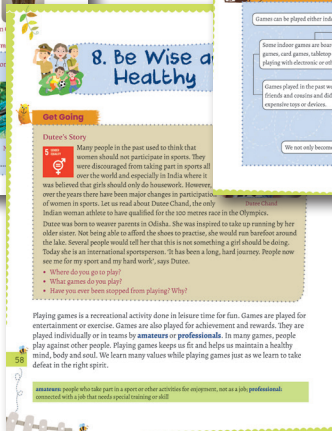 8. Be Wise a
Healthy
Get Going
Dutee's Story
5
Many people in the past used to think that
women should not participate in sports. They
were discouraged from taking part in sports all
over the world and especially in India where it
was believed that girls should only do housework. However,
over the years there have been major changes in participatio
of women in sports. Let us read about Dutee Chand, the only
Indian woman athlete to have qualified for the 100 metres race in the Olympics.
Dutee Chand
Dutee was born to weaver parents in Odisha. She was inspired to take up running by her
older sister. Not being able to afford the shoes to practise, she would run barefoot around
the lake. Several people would tell her that this is not something a girl should be doing.
Today she is an international sportsperson. 'It has been a long, hard journey. People now
see me for my sport and my hard work', says Dutee.
• Where do you go to play?
• What games do you play?
• Have you ever been stopped from playing? Why?
Playing games is a recreational activity done in leisure time for fun. Games are played for
entertainment or exercise. Games are also played for achievement and rewards. They are
played individually or in teams by amateurs or professionals. In many games, people
play against other people. Playing games keeps us fit and helps us maintain a healthy
mind, body and soul. We learn many values while playing games just as we learn to take
defeat in the right spirit.
58
amateurs: people who take part in a sport or other activities for enjoyment, not as a job; professional:
connected with a job that needs special training or skill
Games can be played either ind
Some indoor games are boar
games, card games, tabletop
playing with electronic or oth
Games played in the past w
friends and cousins and did
expensive toys or devices.
We not only become